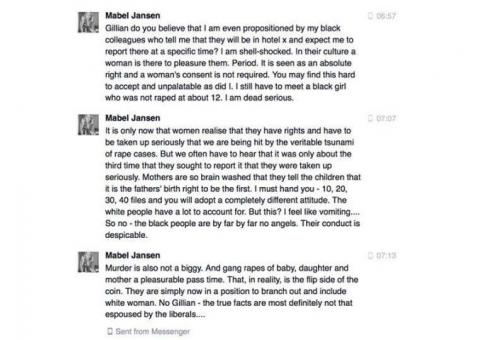 Mabel Jansen 06:57
Gillian do you believe that I am even propositioned by my black
colleagues who tell me that they will be in hotel x and expect me to
report there at a specific time? I am shell-shocked. In their culture a
woman is there to pleasure them. Period. It is seen as an absolute
right and a woman's consent is not required. You may find this hard
to accept and unpalatable as did I. I still have to meet a black girl
who was not raped at about 12. I am dead serious.
Mabel Jansen 07:07
It is only now that women realise that they have rights and have to
be taken up seriously that we are being hit by the veritable tsunami
of rape cases. But we often have to hear that it was only about the
third time that they sought to report it that they were taken up
seriously. Mothers are so brain washed that they tell the children that
it is the fathers' birth right to be the first. I must hand you - 10, 20,
30, 40 files and you will adopt a completely different attitude. The
white people have a lot to account for. But this? I feel like vomiting....
So no - the black people are by far by far no angels. Their conduct is
despicable.
Mabel Jansen 07:13
Murder is also not a biggy. And gang rapes of baby, daughter and
mother a pleasurable pass time. That, in reality, is the flip side of the
coin. They are simply now in a position to branch out and include
white woman. No Gillian - the true facts are most definitely not that
espoused by the liberals....
Sent from Messenger